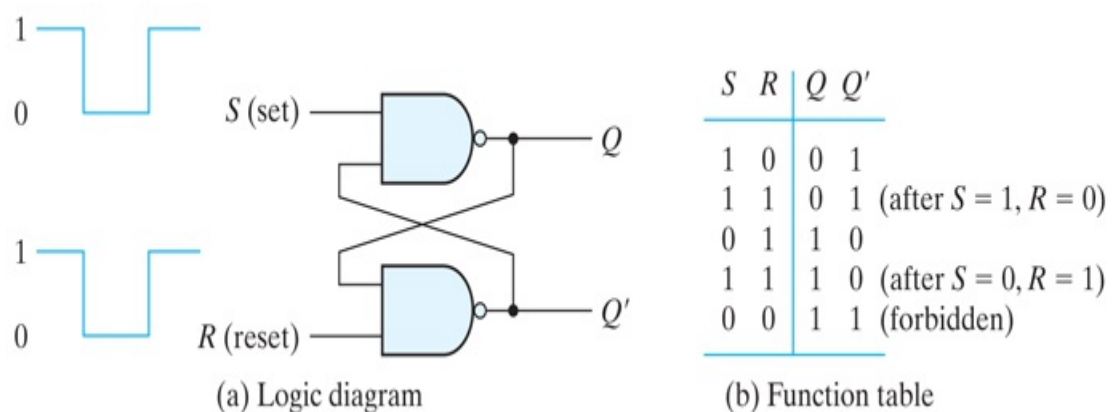 1
0
S (set)
Q
1
0
R (reset)
Q'
(a) Logic diagram
S R Q Q'
1 0 0 1
1 1 0 1 (after S = 1, R = 0)
0 1 1 0
1 1 1 0 (after S = 0, R = 1)
0 0 1 1 (forbidden)
(b) Function table